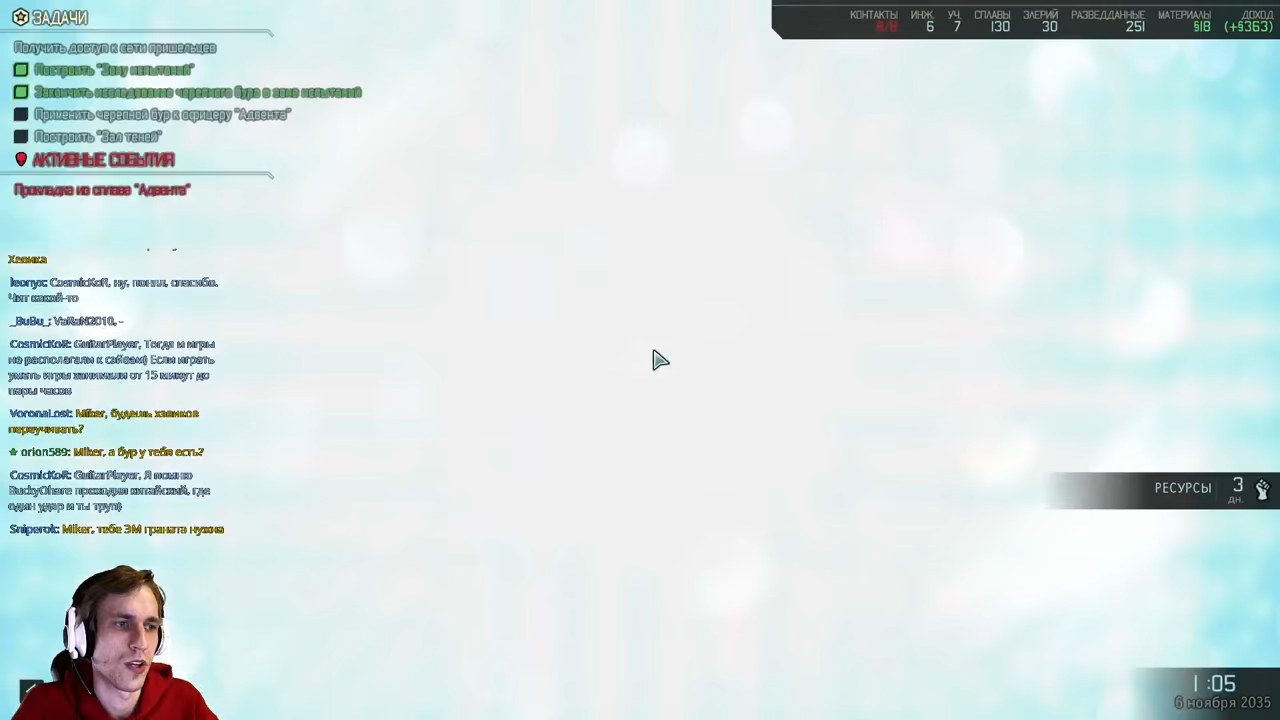 ЗАДАЧИ
Получить доступ к сети пришельцев
Построить "Зону испытаний"
Закончить исследование черепного бура в зоне испытаний
Применить черепной бур к офицеру "Адвента"
Построить "Зал теней"
АКТИВНЫЕ СОБЫТИЯ
Прокладка из сплава "Адвента"
КОНТАКТЫ ИНЖ. УЧ. СПЛАВЫ ЭЛЕРИЙ РАЗВЕДДАННЫЕ МАТЕРИАЛЫ ДОХОД
6 7 130 30 251 §18 (+§363)
Хевика
leonyx: CosmicKoR, ну, понял, спасибо.
Чит какой-то
_BuBu_: VaRaN2010, -
CosmicKoR: GuitarPlayer, Тогда и игры
не располагали к сэйвам) Если играть
уметь игры занимали от 15 минут до
пары часов
VoronaLost: Miker, будешь хэвиков
переучивать?
orion589: Miker, а бур у тебя есть?
CosmicKoR: GuitarPlayer, Я помню
BuckyOhare проходил китайский, где
один удар и ты труп)
Sniperok: Miker, тебе ЭМ граната нужна
РЕСУРСЫ 3
дн.
1:05
6 ноября 2035